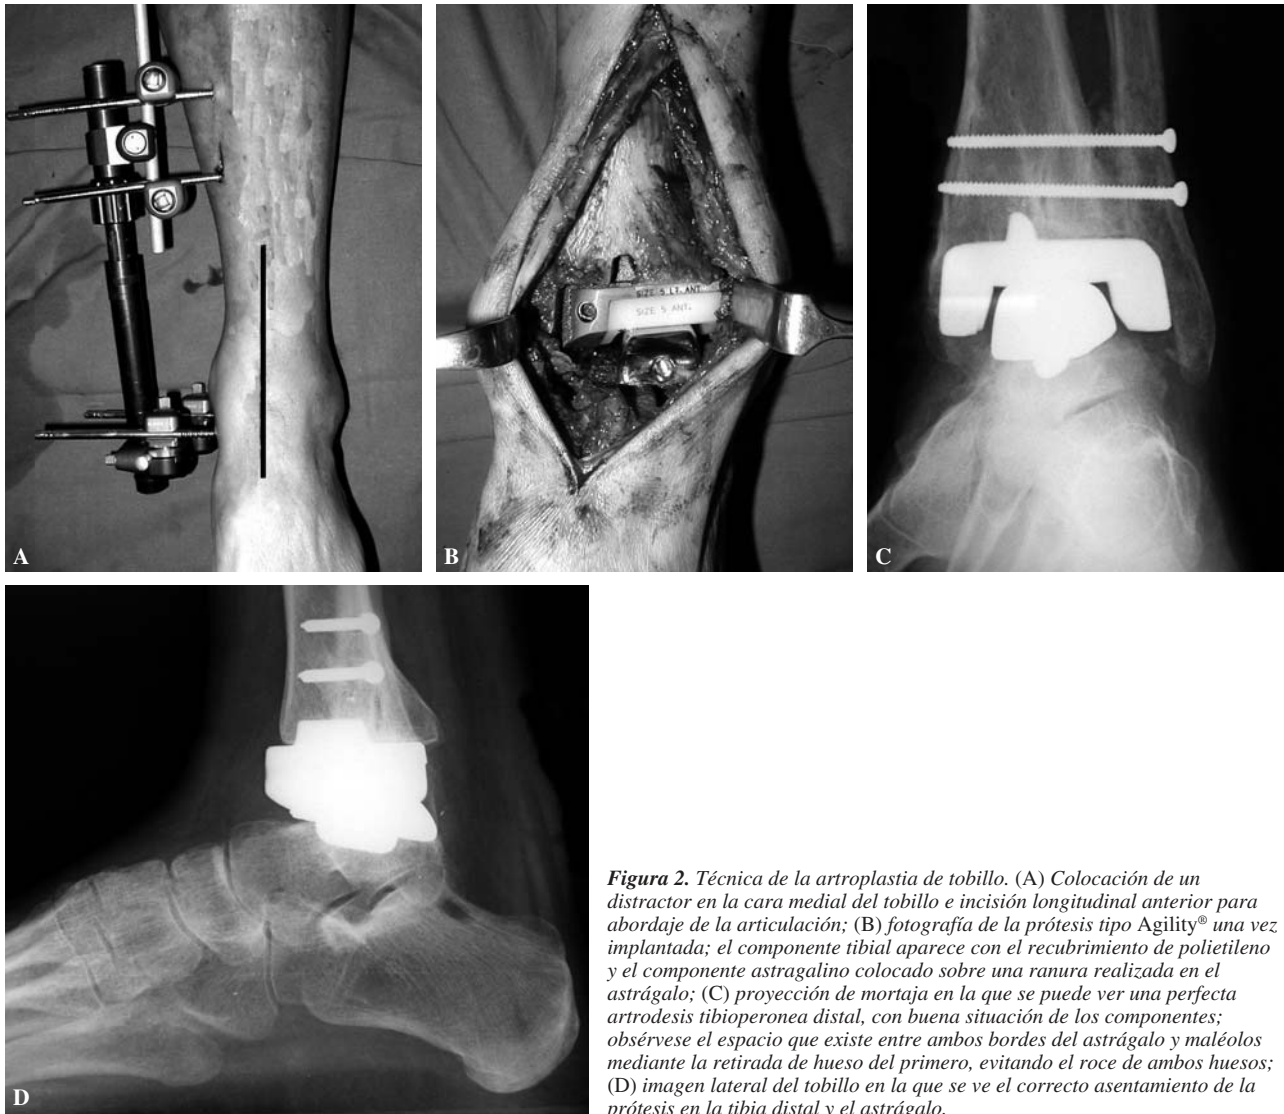 A
B
SIZE 5 LT. ANT.
SIZE 5 ANT.
C
D
Figura 2. Técnica de la artroplastia de tobillo. (A) Colocación de un
distractor en la cara medial del tobillo e incisión longitudinal anterior para
abordaje de la articulación; (B) fotografía de la prótesis tipo Agility® una vez
implantada; el componente tibial aparece con el recubrimiento de polietileno
y el componente astragalino colocado sobre una ranura realizada en el
astrágalo; (C) proyección de mortaja en la que se puede ver una perfecta
artrodesis tibioperonea distal, con buena situación de los componentes;
obsérvese el espacio que existe entre ambos bordes del astrágalo y maléolos
mediante la retirada de hueso del primero, evitando el roce de ambos huesos;
(D) imagen lateral del tobillo en la que se ve el correcto asentamiento de la
prótesis en la tibia distal y el astrágalo.